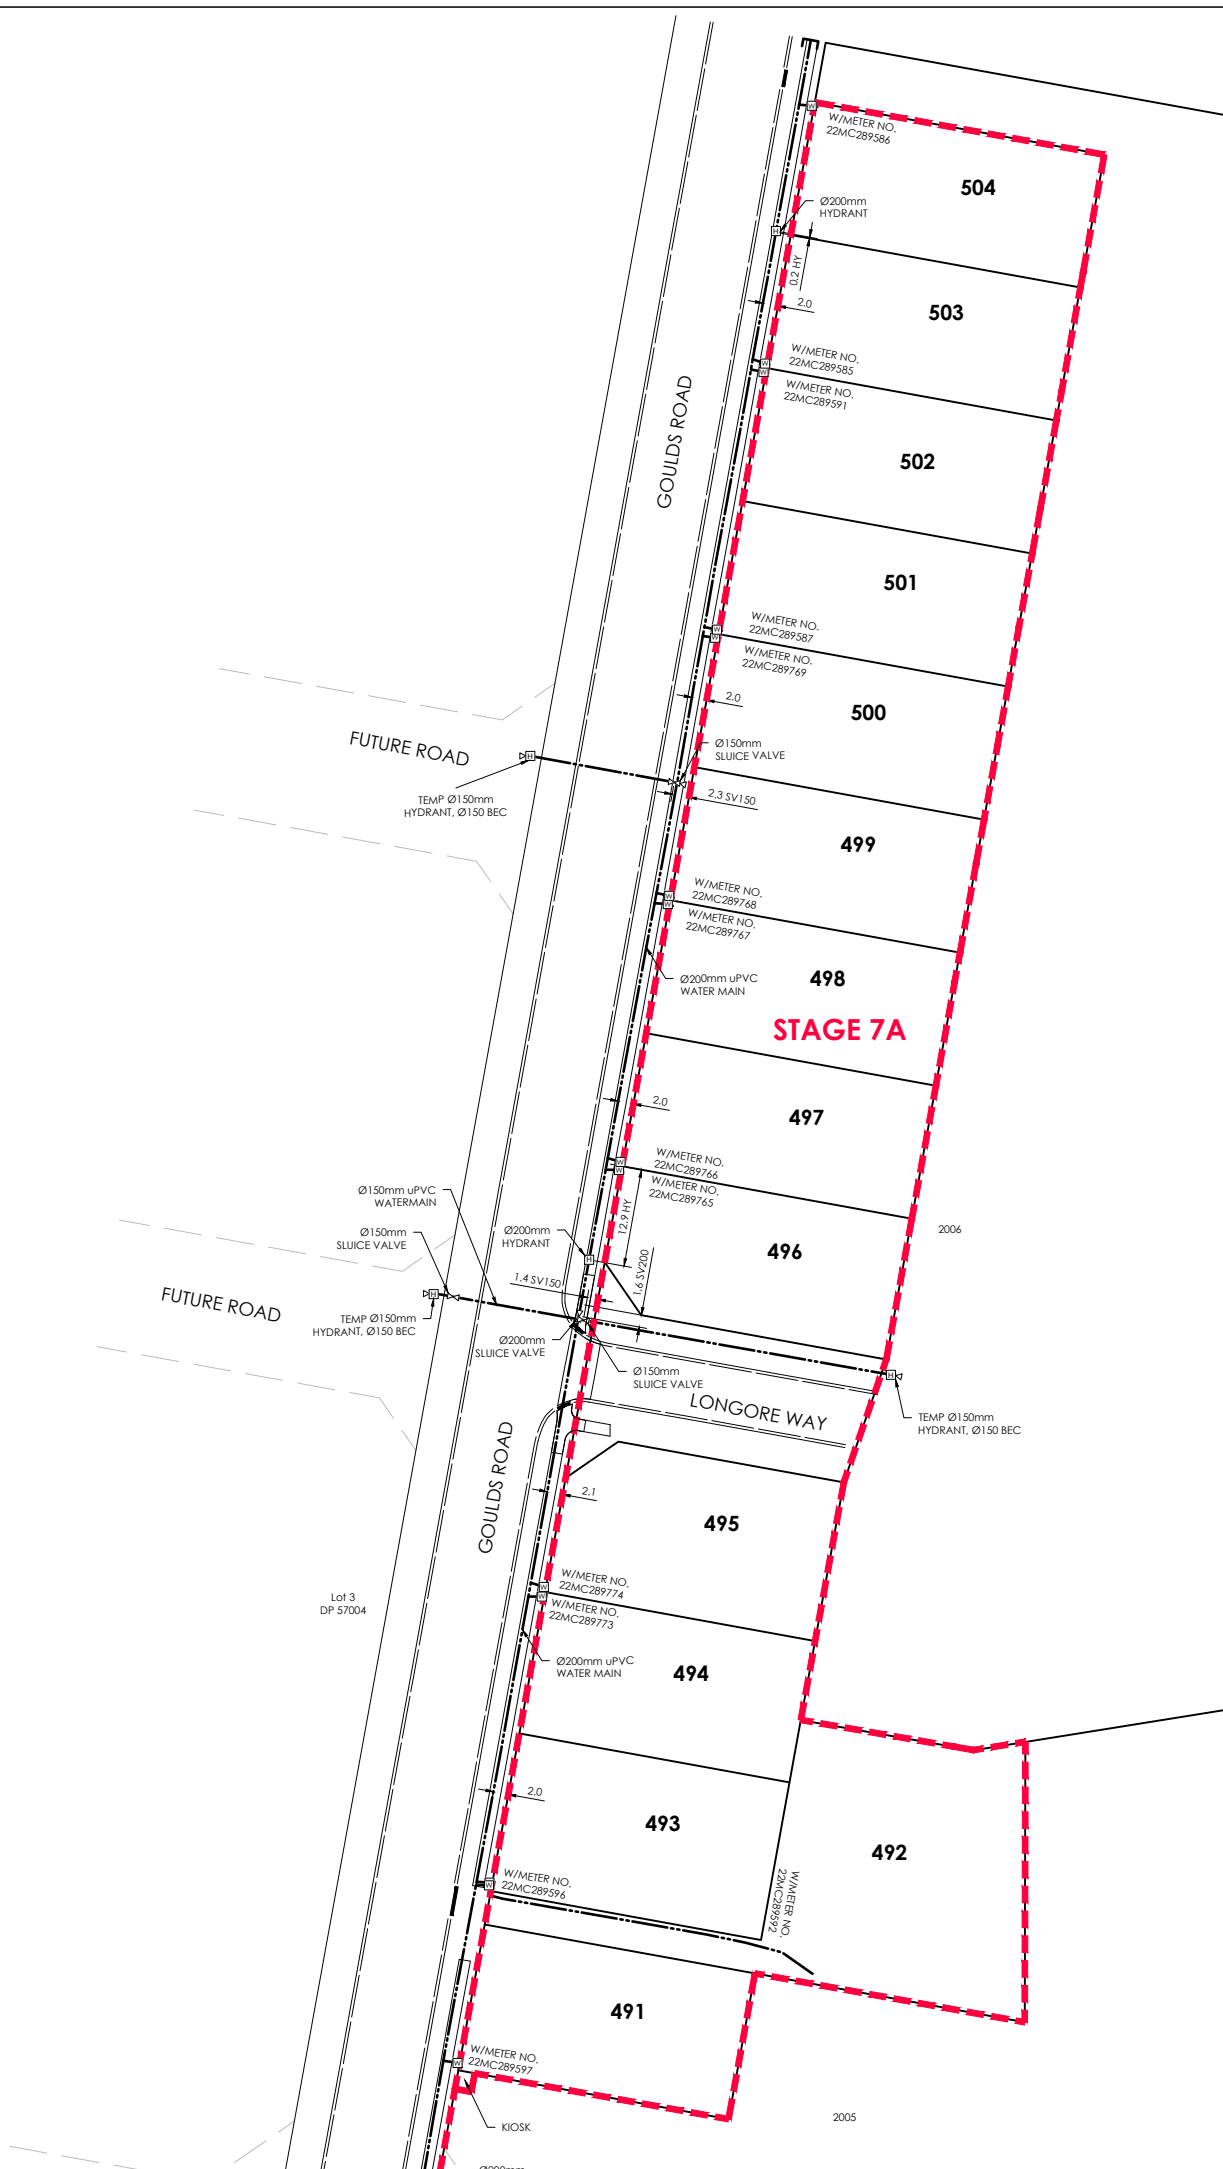 W/METER NO.
22MC289586
504
Ø200mm
HYDRANT
0.2 HY
2.0
503
W/METER NO.
22MC289585
W/METER NO.
22MC289591
GOULDS ROAD
502
501
W/METER NO.
22MC289587
W/METER NO.
22MC289769
2.0
500
FUTURE ROAD
Ø150mm
SLUICE VALVE
TEMP Ø150mm
HYDRANT, Ø150 BEC
2.3 SV150
499
W/METER NO.
22MC289768
W/METER NO.
22MC289767
Ø200mm uPVC
WATER MAIN
498
STAGE 7A
2.0
497
W/METER NO.
22MC289766
W/METER NO.
22MC289765
Ø150mm uPVC
WATERMAIN
12.9 HY
Ø150mm
SLUICE VALVE
Ø200mm
HYDRANT
2006
496
1.4 SV150
1.6 SV200
FUTURE ROAD
TEMP Ø150mm
HYDRANT, Ø150 BEC
Ø200mm
SLUICE VALVE
Ø150mm
SLUICE VALVE
LONGORE WAY
TEMP Ø150mm
HYDRANT, Ø150 BEC
GOULDS ROAD
2.1
495
W/METER NO.
22MC289774
W/METER NO.
22MC289773
Lot 3
DP 57004
Ø200mm uPVC
WATER MAIN
494
2.0
493
492
W/METER NO.
22MC289596
W/METER NO.
22MC289592
491
W/METER NO.
22MC289597
KIOSK
2005
H
H
H
H
H
W
W
W
W
W
W
W
W
W
W
W
W
W